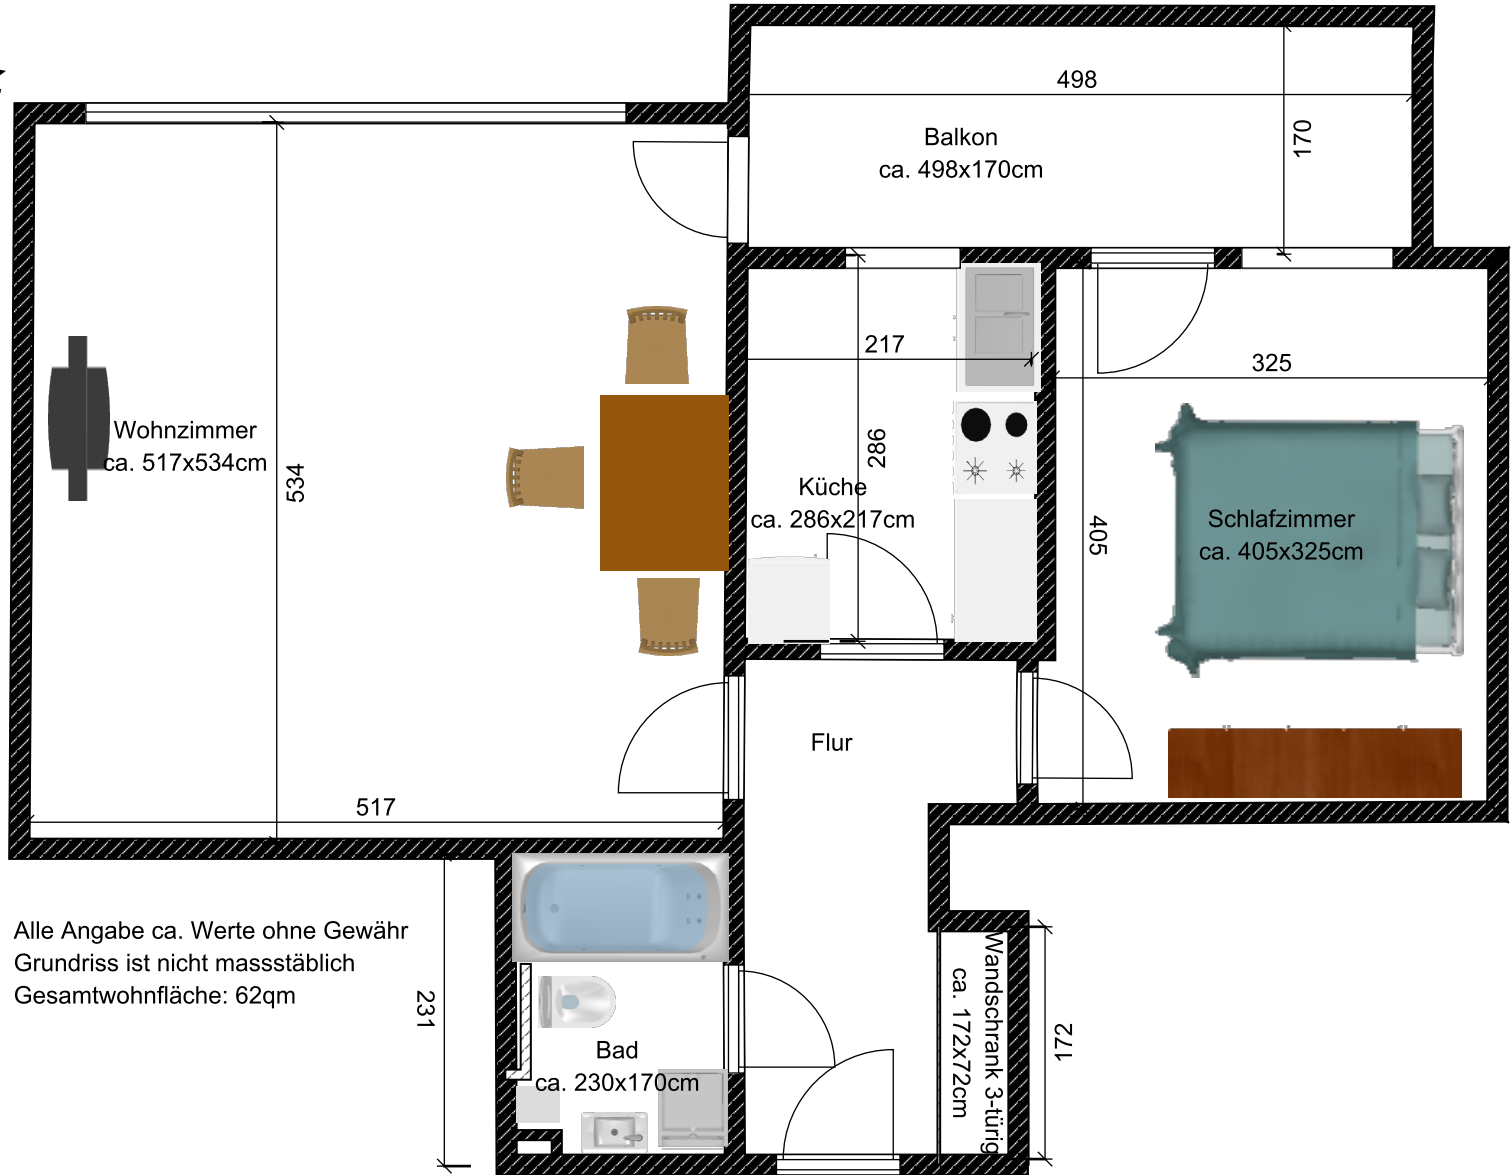 498
170
Balkon
ca. 498x170cm
217
325
286
Wohnzimmer
ca. 517x534cm
534
Küche
ca. 286x217cm
405
Schlafzimmer
ca. 405x325cm
Flur
517
Alle Angabe ca. Werte ohne Gewähr
Grundriss ist nicht massstäblich
Gesamtwohnfläche: 62qm
231
Bad
ca. 230x170cm
Wandschrank 3-türig
ca. 172x72cm
172